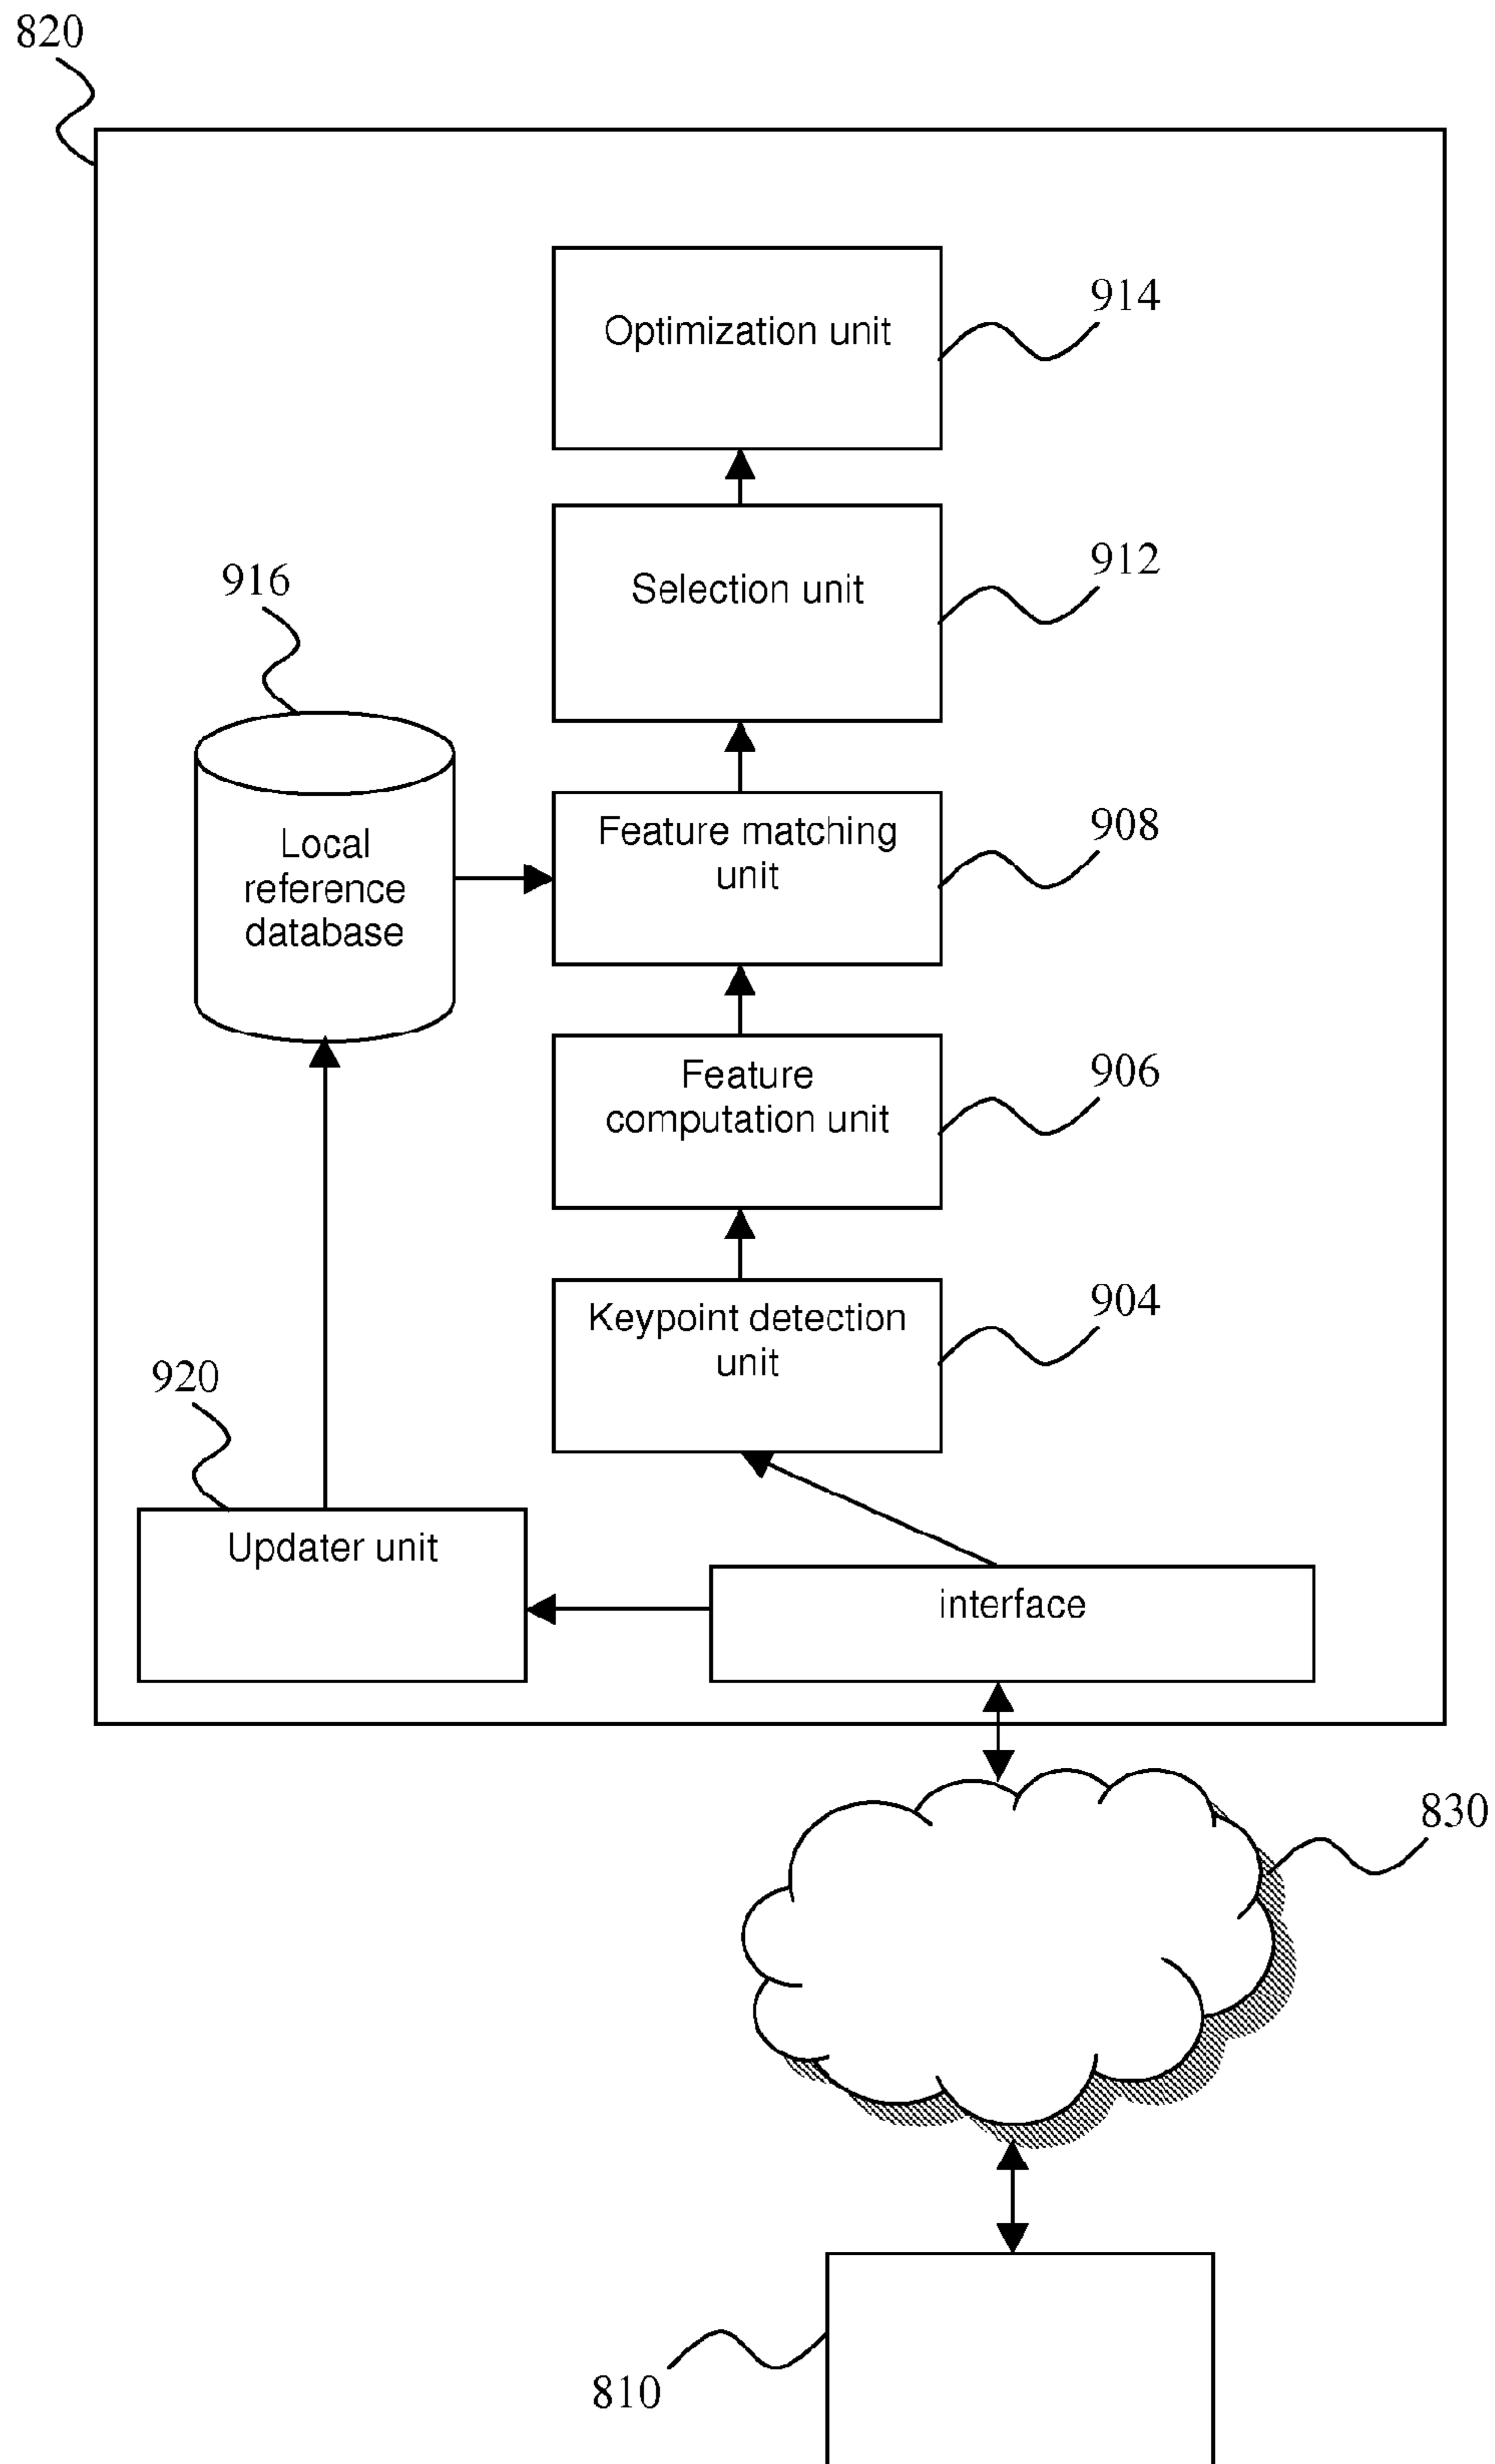 820
Optimization unit
914
Selection unit
912
916
Local
reference
database
Feature matching
unit
908
Feature
computation unit
906
Keypoint detection
unit
904
920
Updater unit
interface
830
810